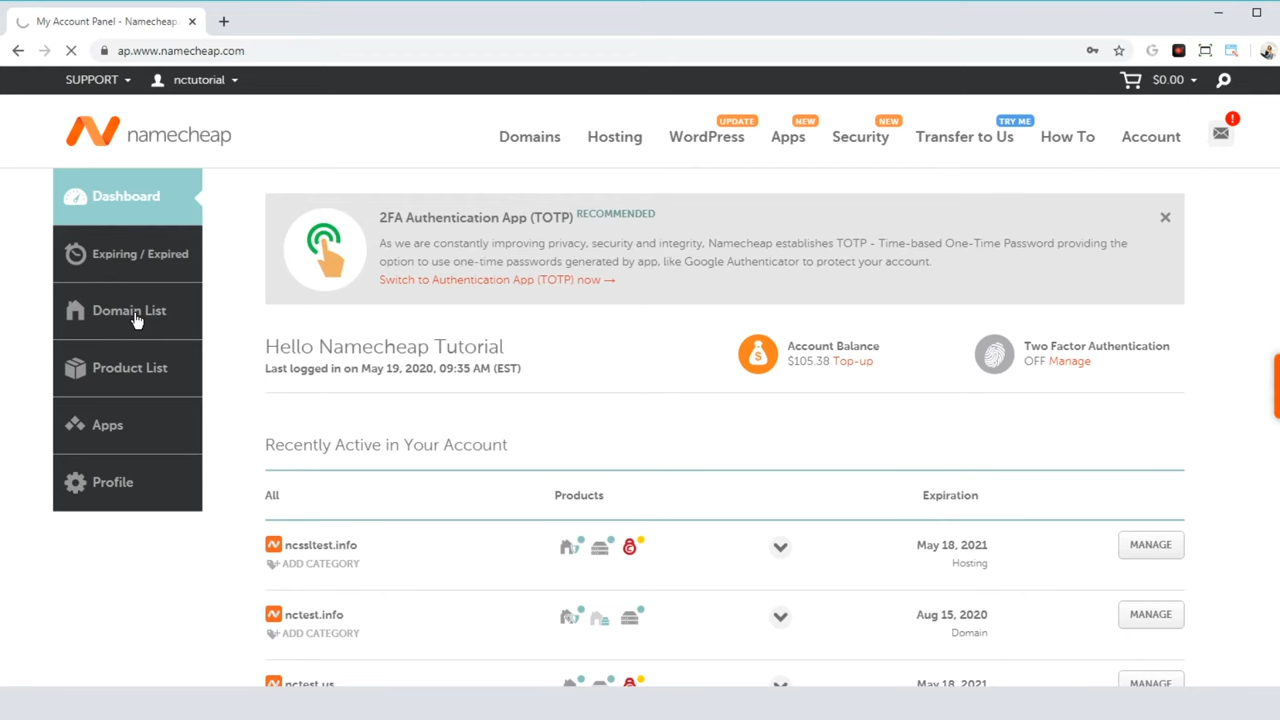 My Account Panel - Namecheap
ap.www.namecheap.com
SUPPORT
nctutorial
$0.00
namecheap
Domains
Hosting
UPDATE
WordPress
NEW
Apps
NEW
Security
TRY ME
Transfer to Us
How To
Account
!
Dashboard
Expiring / Expired
Domain List
Product List
Apps
Profile
2FA Authentication App (TOTP) RECOMMENDED
As we are constantly improving privacy, security and integrity, Namecheap establishes TOTP - Time-based One-Time Password providing the
option to use one-time passwords generated by app, like Google Authenticator to protect your account.
Switch to Authentication App (TOTP) now →
Hello Namecheap Tutorial
Last logged in on May 19, 2020, 09:35 AM (EST)
Account Balance
$105.38 Top-up
Two Factor Authentication
OFF Manage
Recently Active in Your Account
All Products Expiration
ncssltest.info
ADD CATEGORY
May 18, 2021
Hosting
MANAGE
nctest.info
ADD CATEGORY
Aug 15, 2020
Domain
MANAGE
nctest.us
May 18, 2021
MANAGE